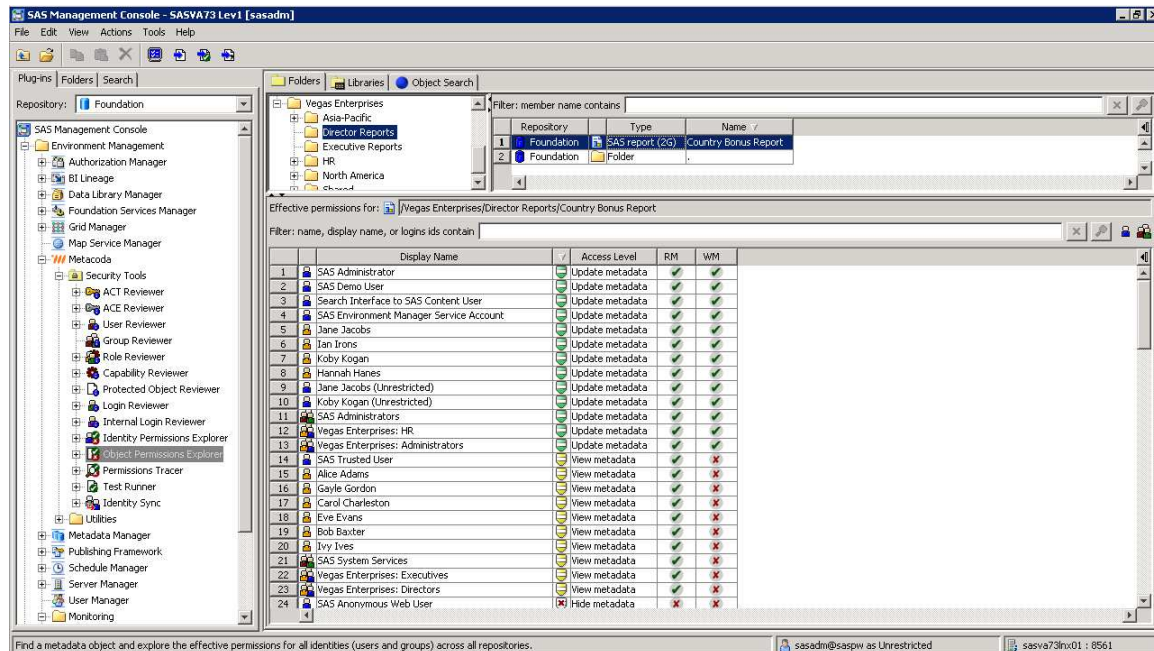 SAS Management Console - SASVA73 Lev1 [sasadm]
File Edit View Actions Tools Help
Plug-ins Folders Search
Repository: Foundation
SAS Management Console
Environment Management
Authorization Manager
BI Lineage
Data Library Manager
Foundation Services Manager
Grid Manager
Map Service Manager
Metacoda
Security Tools
ACT Reviewer
ACE Reviewer
User Reviewer
Group Reviewer
Role Reviewer
Capability Reviewer
Protected Object Reviewer
Login Reviewer
Internal Login Reviewer
Identity Permissions Explorer
Object Permissions Explorer
Permissions Tracer
Test Runner
Identity Sync
Utilities
Metadata Manager
Publishing Framework
Schedule Manager
Server Manager
User Manager
Monitoring
Folders Libraries Object Search
Vegas Enterprises
Asia-Pacific
Director Reports
Executive Reports
HR
North America
Shared
Filter: member name contains
Repository Type Name
1 Foundation SAS report (2G) Country Bonus Report
2 Foundation Folder .
Effective permissions for: /Vegas Enterprises/Director Reports/Country Bonus Report
Filter: name, display name, or logins ids contain
Display Name Access Level RM WM
1 SAS Administrator Update metadata
2 SAS Demo User Update metadata
3 Search Interface to SAS Content User Update metadata
4 SAS Environment Manager Service Account Update metadata
5 Jane Jacobs Update metadata
6 Ian Irons Update metadata
7 Koby Kogan Update metadata
8 Hannah Hanes Update metadata
9 Jane Jacobs (Unrestricted) Update metadata
10 Koby Kogan (Unrestricted) Update metadata
11 SAS Administrators Update metadata
12 Vegas Enterprises: HR Update metadata
13 Vegas Enterprises: Administrators Update metadata
14 SAS Trusted User View metadata
15 Alice Adams View metadata
16 Gayle Gordon View metadata
17 Carol Charleston View metadata
18 Eve Evans View metadata
19 Bob Baxter View metadata
20 Ivy Ives View metadata
21 SAS System Services View metadata
22 Vegas Enterprises: Executives View metadata
23 Vegas Enterprises: Directors View metadata
24 SAS Anonymous Web User Hide metadata
Find a metadata object and explore the effective permissions for all identities (users and groups) across all repositories.
sasadm@saspw as Unrestricted
sasva73lnx01 : 8561